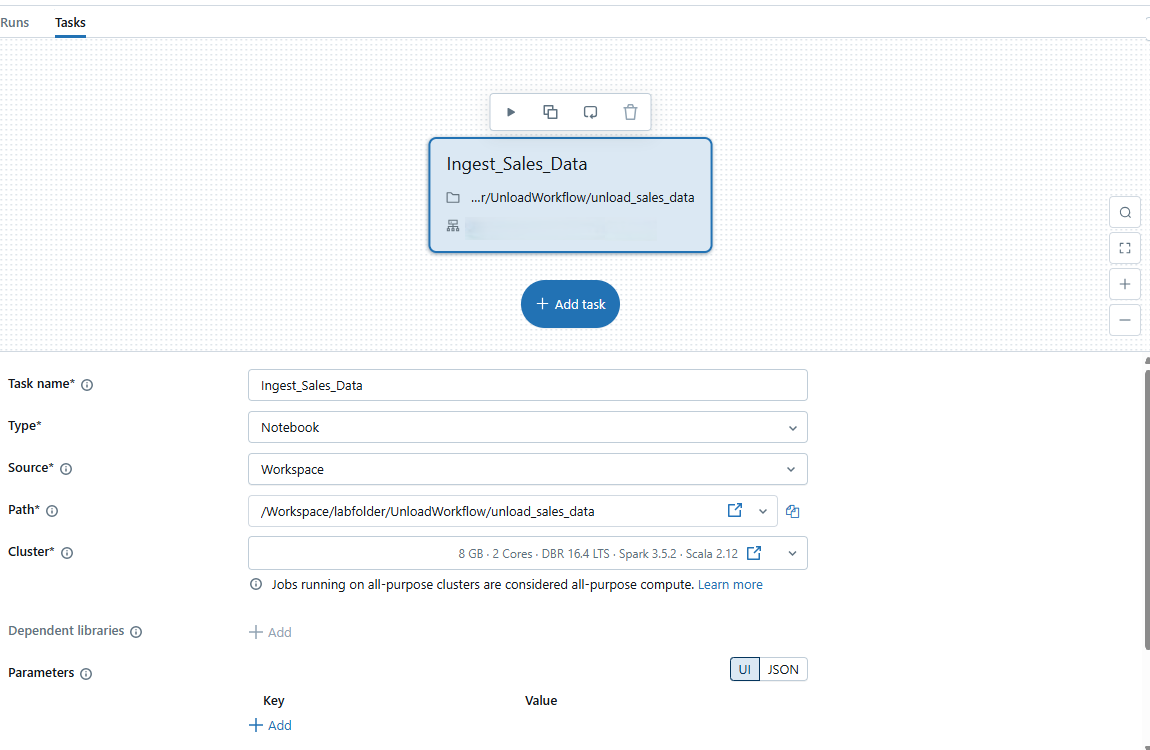 Runs Tasks
Ingest_Sales_Data
...r/UnloadWorkflow/unload_sales_data
+ Add task
Task name*
Ingest_Sales_Data
Type*
Notebook
Source*
Workspace
Path*
/Workspace/labfolder/UnloadWorkflow/unload_sales_data
Cluster*
8 GB · 2 Cores · DBR 16.4 LTS · Spark 3.5.2 · Scala 2.12
Jobs running on all-purpose clusters are considered all-purpose compute. Learn more
Dependent libraries
+ Add
Parameters
UI JSON
Key Value
+ Add